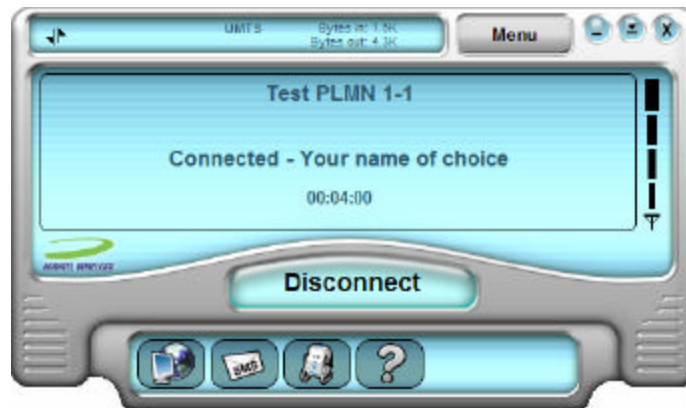 UMTS
Bytes in: 1.5K
Bytes out: 4.3K
Menu
X
Test PLMN 1-1
Connected - Your name of choice
00:04:00
Disconnect
SMS
?